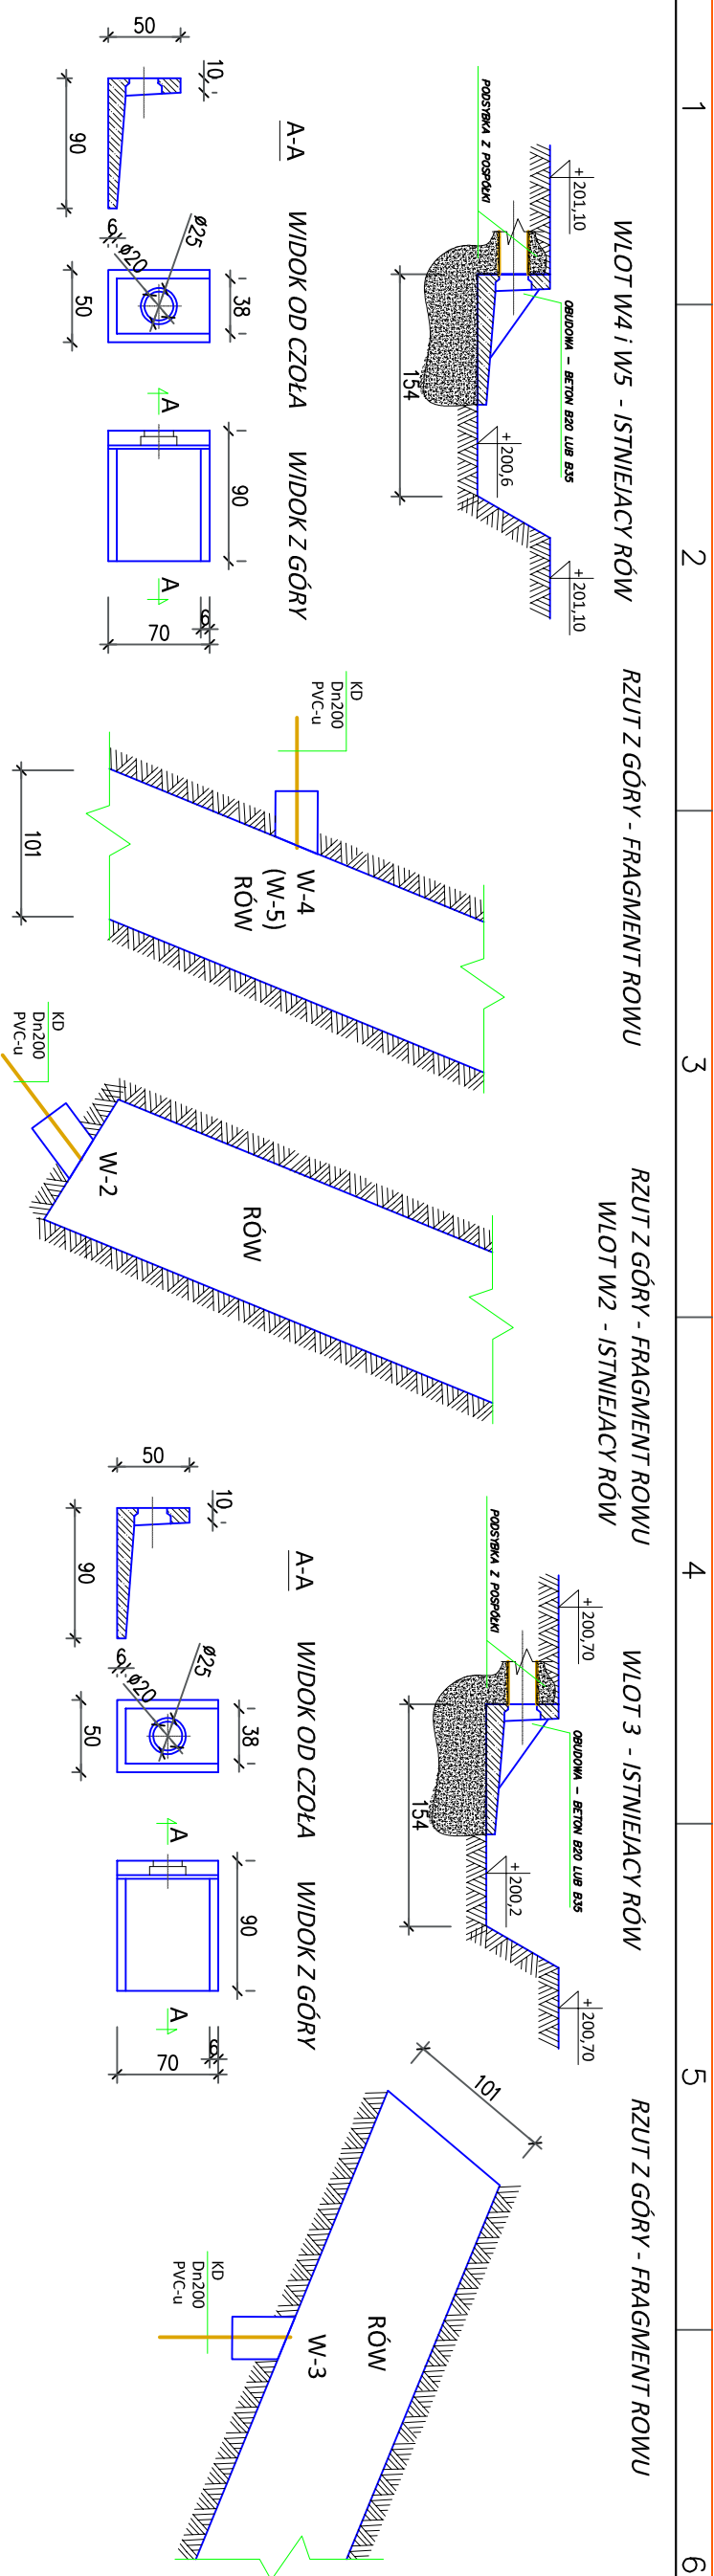 1
2
3
4
5
6
WLOT W4 i W5 - ISTNIEJACY RÓW
+201,10
PODSYBKA Z POSPÓŁKI
OBUDOWA - BETON B20 LUB B35
+200,6
+201,10
154
A-A
50
10
90
WIDOK OD CZOŁA
ø25
ø20
6
38
50
WIDOK Z GÓRY
A
A
90
6
70
RZUT Z GÓRY - FRAGMENT ROWU
KD
Dn200
PVC-u
W-4
(W-5)
RÓW
101
RZUT Z GÓRY - FRAGMENT ROWU
WLOT W2 - ISTNIEJACY RÓW
KD
Dn200
PVC-u
W-2
RÓW
WLOT 3 - ISTNIEJACY RÓW
+200,70
PODSYBKA Z POSPÓŁKI
OBUDOWA - BETON B20 LUB B35
+200,2
+200,70
154
A-A
50
10
90
WIDOK OD CZOŁA
ø25
ø20
6
38
50
WIDOK Z GÓRY
A
A
90
6
70
RZUT Z GÓRY - FRAGMENT ROWU
101
RÓW
W-3
KD
Dn200
PVC-u